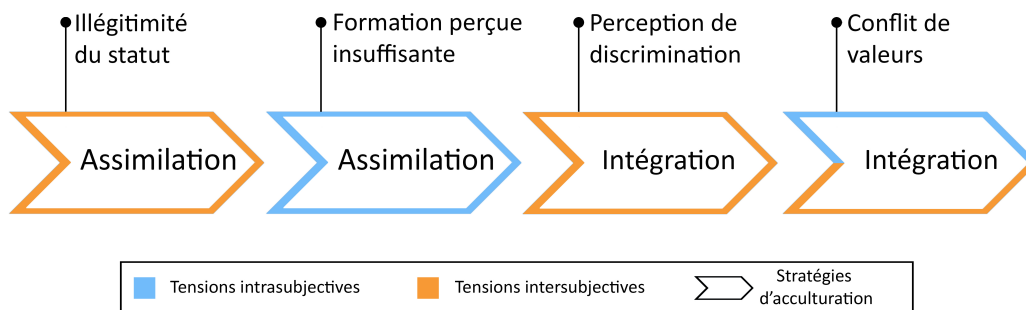 Illégitimité
du statut
Formation perçue
insuffisante
Perception de
discrimination
Conflit de
valeurs
Assimilation
Assimilation
Intégration
Intégration
Tensions intrasubjectives
Tensions intersubjectives
Stratégies
d'acculturation